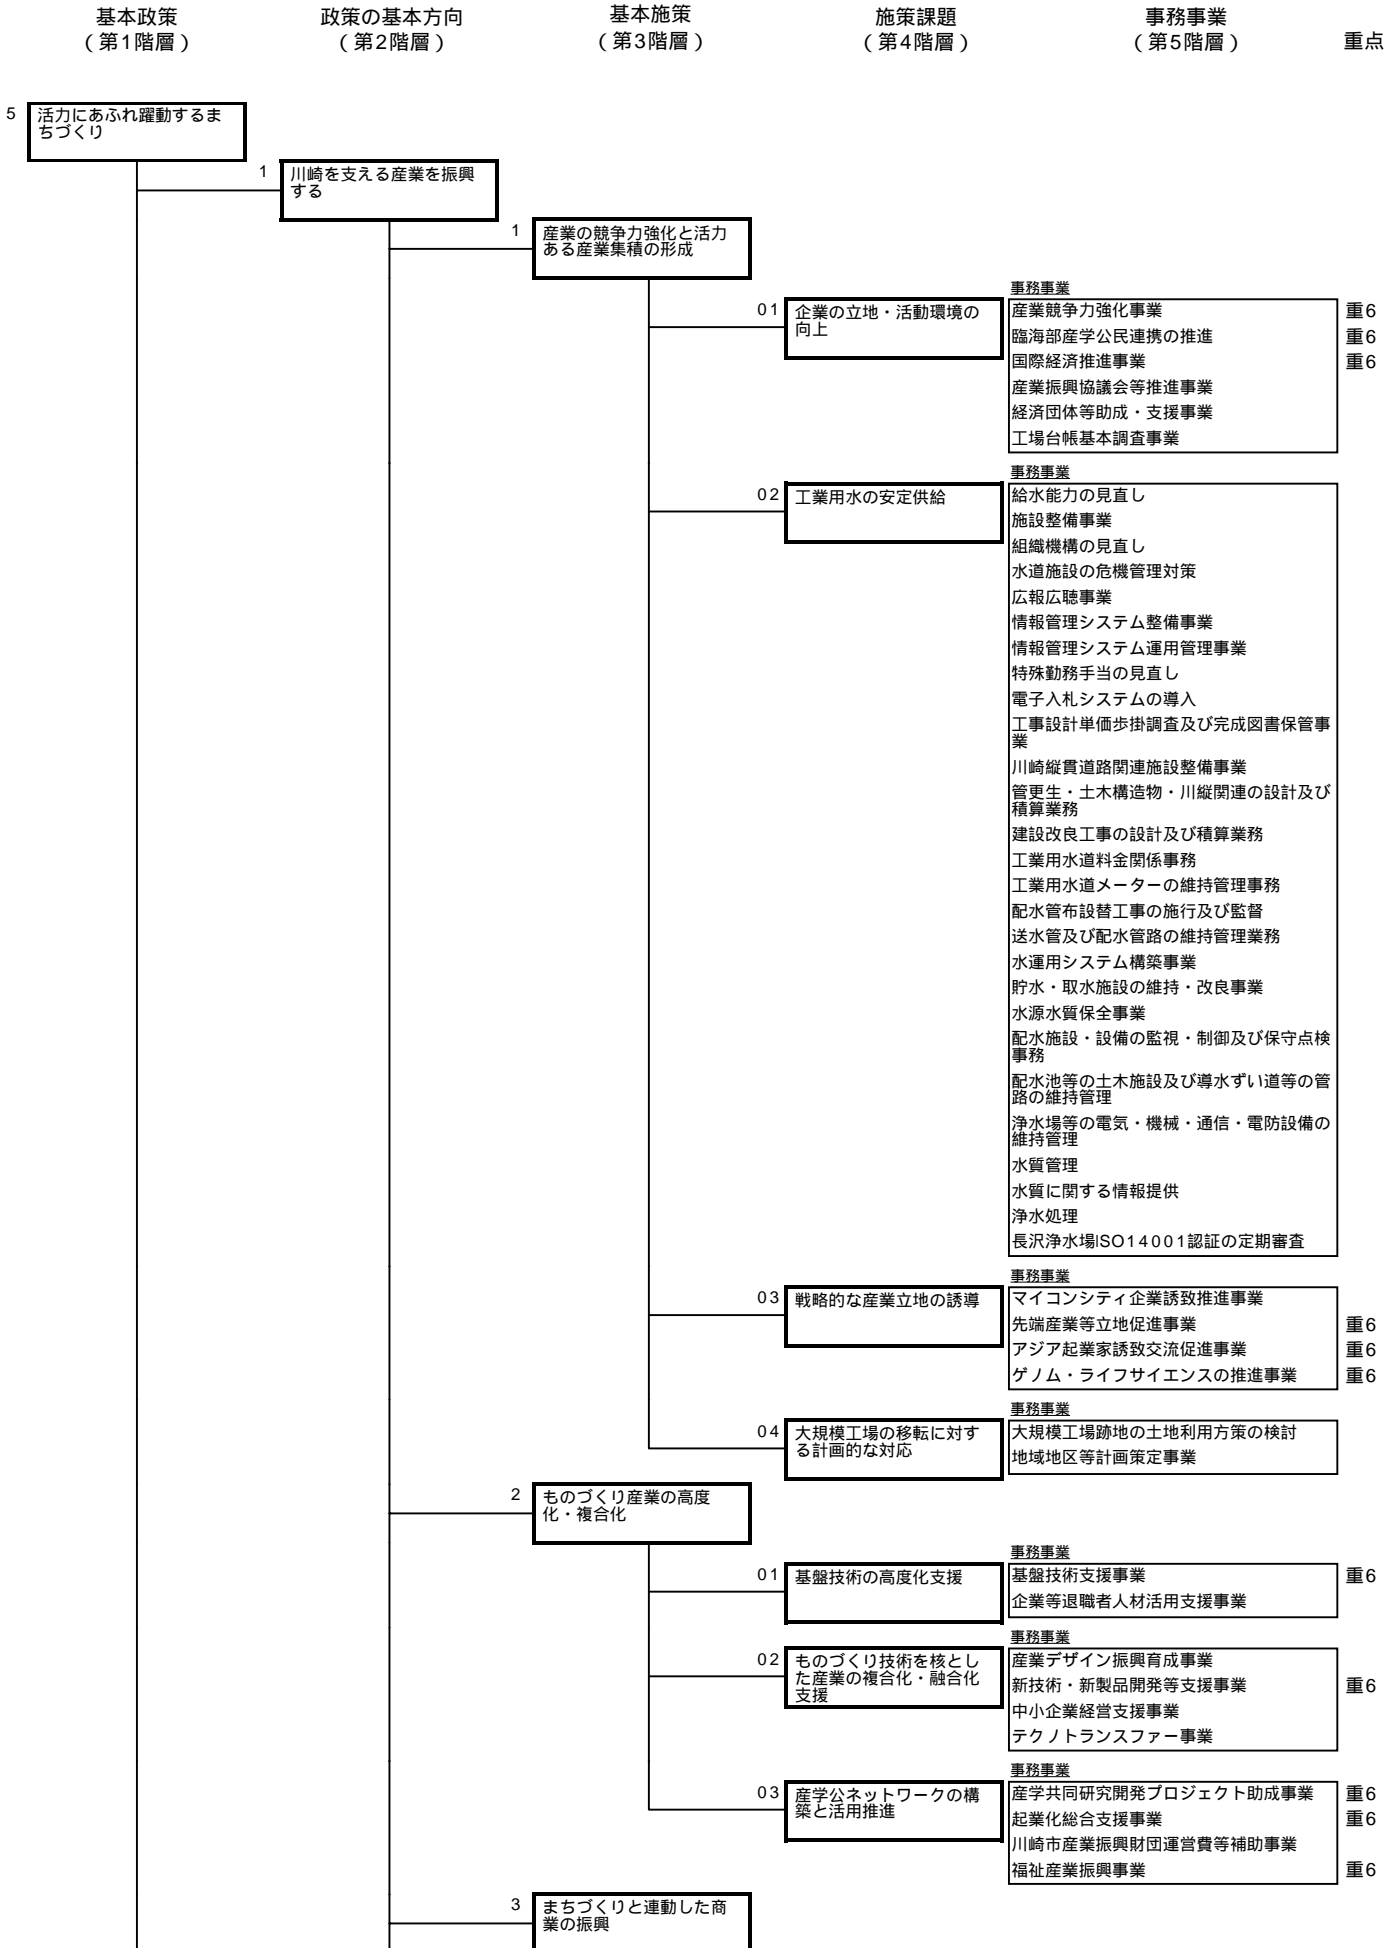 基本政策
（第1階層）
政策の基本方向
（第2階層）
基本施策
（第3階層）
施策課題
（第4階層）
事務事業
（第5階層）
重点
5
活力にあふれ躍動するま
ちづくり
1
川崎を支える産業を振興
する
1
産業の競争力強化と活力
ある産業集積の形成
01
企業の立地・活動環境の
向上
事務事業
産業競争力強化事業 重6
臨海部産学公民連携の推進 重6
国際経済推進事業 重6
産業振興協議会等推進事業
経済団体等助成・支援事業
工場台帳基本調査事業
02
工業用水の安定供給
事務事業
給水能力の見直し
施設整備事業
組織機構の見直し
水道施設の危機管理対策
広報広聴事業
情報管理システム整備事業
情報管理システム運用管理事業
特殊勤務手当の見直し
電子入札システムの導入
工事設計単価歩掛調査及び完成図書保管事
業
川崎縦貫道路関連施設整備事業
管更生・土木構造物・川縦関連の設計及び
積算業務
建設改良工事の設計及び積算業務
工業用水道料金関係事務
工業用水道メーターの維持管理事務
配水管布設替工事の施行及び監督
送水管及び配水管路の維持管理業務
水運用システム構築事業
貯水・取水施設の維持・改良事業
水源水質保全事業
配水施設・設備の監視・制御及び保守点検
事務
配水池等の土木施設及び導水ずい道等の管
路の維持管理
浄水場等の電気・機械・通信・電防設備の
維持管理
水質管理
水質に関する情報提供
浄水処理
長沢浄水場ISO14001認証の定期審査
03
戦略的な産業立地の誘導
事務事業
マイコンシティ企業誘致推進事業
先端産業等立地促進事業 重6
アジア起業家誘致交流促進事業 重6
ゲノム・ライフサイエンスの推進事業 重6
04
大規模工場の移転に対す
る計画的な対応
事務事業
大規模工場跡地の土地利用方策の検討
地域地区等計画策定事業
2
ものづくり産業の高度
化・複合化
01
基盤技術の高度化支援
事務事業
基盤技術支援事業 重6
企業等退職者人材活用支援事業
02
ものづくり技術を核とし
た産業の複合化・融合化
支援
事務事業
産業デザイン振興育成事業
新技術・新製品開発等支援事業 重6
中小企業経営支援事業
テクノトランスファー事業
03
産学公ネットワークの構
築と活用推進
事務事業
産学共同研究開発プロジェクト助成事業 重6
起業化総合支援事業 重6
川崎市産業振興財団運営費等補助事業
福祉産業振興事業 重6
3
まちづくりと連動した商
業の振興